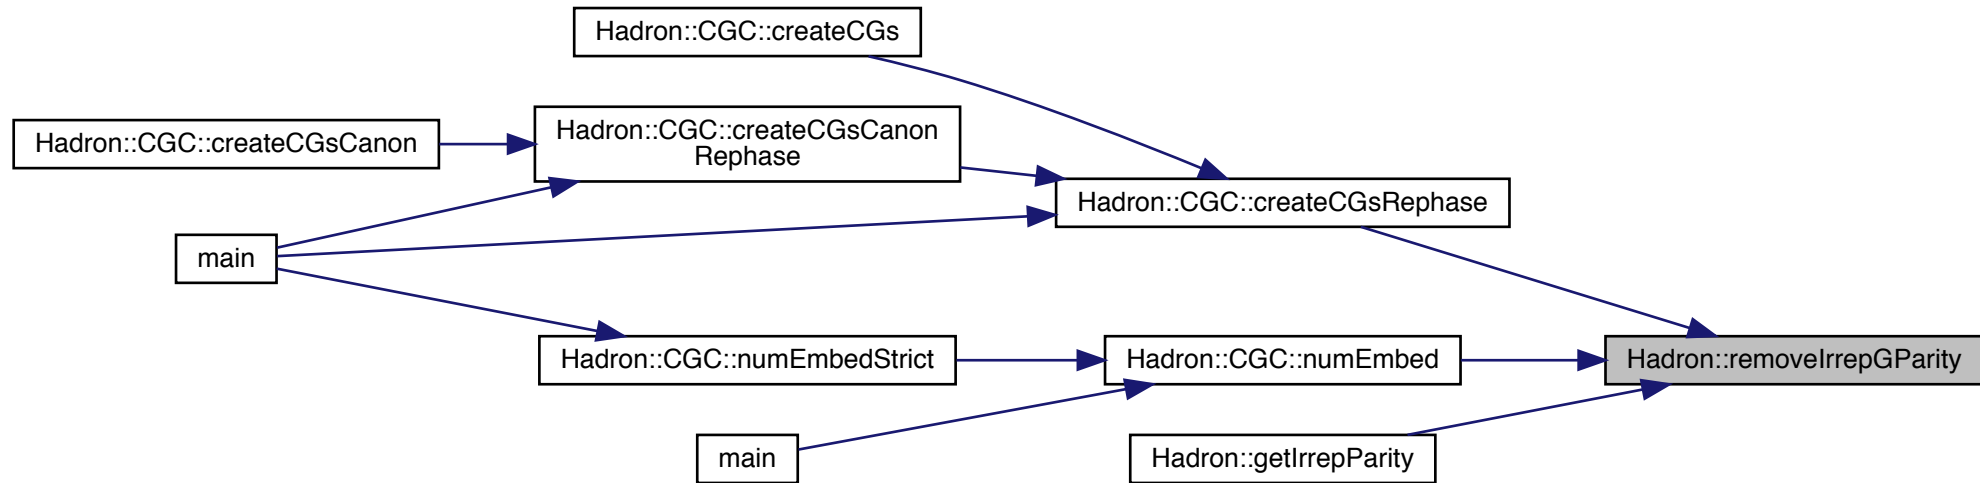 Hadron::CGC::createCGs
Hadron::CGC::createCGsCanon
Rephase
Hadron::CGC::createCGsCanon
Hadron::CGC::createCGsRephase
main
Hadron::CGC::numEmbedStrict
Hadron::CGC::numEmbed
Hadron::removeIrrepGParity
main
Hadron::getIrrepParity